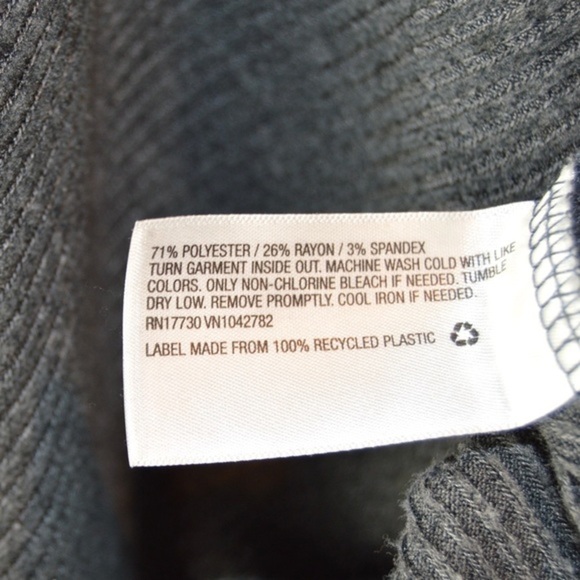 71% POLYESTER / 26% RAYON / 3% SPANDEX
TURN GARMENT INSIDE OUT. MACHINE WASH COLD WITH LIKE
COLORS. ONLY NON-CHLORINE BLEACH IF NEEDED. TUMBLE
DRY LOW. REMOVE PROMPTLY. COOL IRON IF NEEDED.
RN17730 VN1042782
LABEL MADE FROM 100% RECYCLED PLASTIC